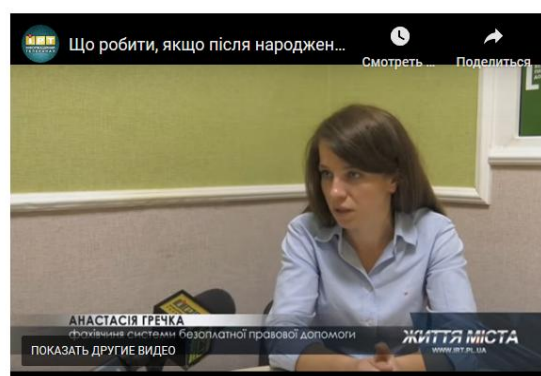 Що робити, якщо після народжен...
Смотреть ...
Поделиться
АНАСТАСІЯ ГРЕЧКА
фахівчиня системи безоплатної правової допомоги
ПОКАЗАТЬ ДРУГИЕ ВИДЕО
ЖИТТЯ МІСТА
WWW.IRT.PL.UA